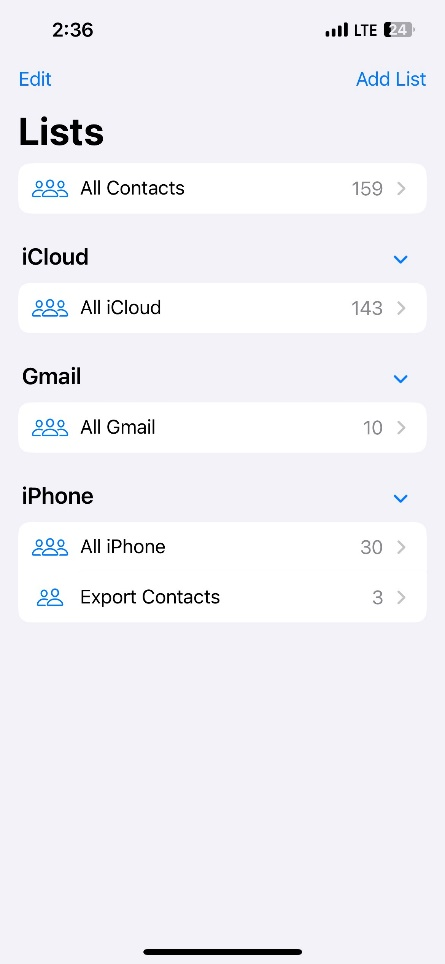 2:36 LTE 24
Edit Add List
Lists
All Contacts 159
iCloud
All iCloud 143
Gmail
All Gmail 10
iPhone
All iPhone 30
Export Contacts 3